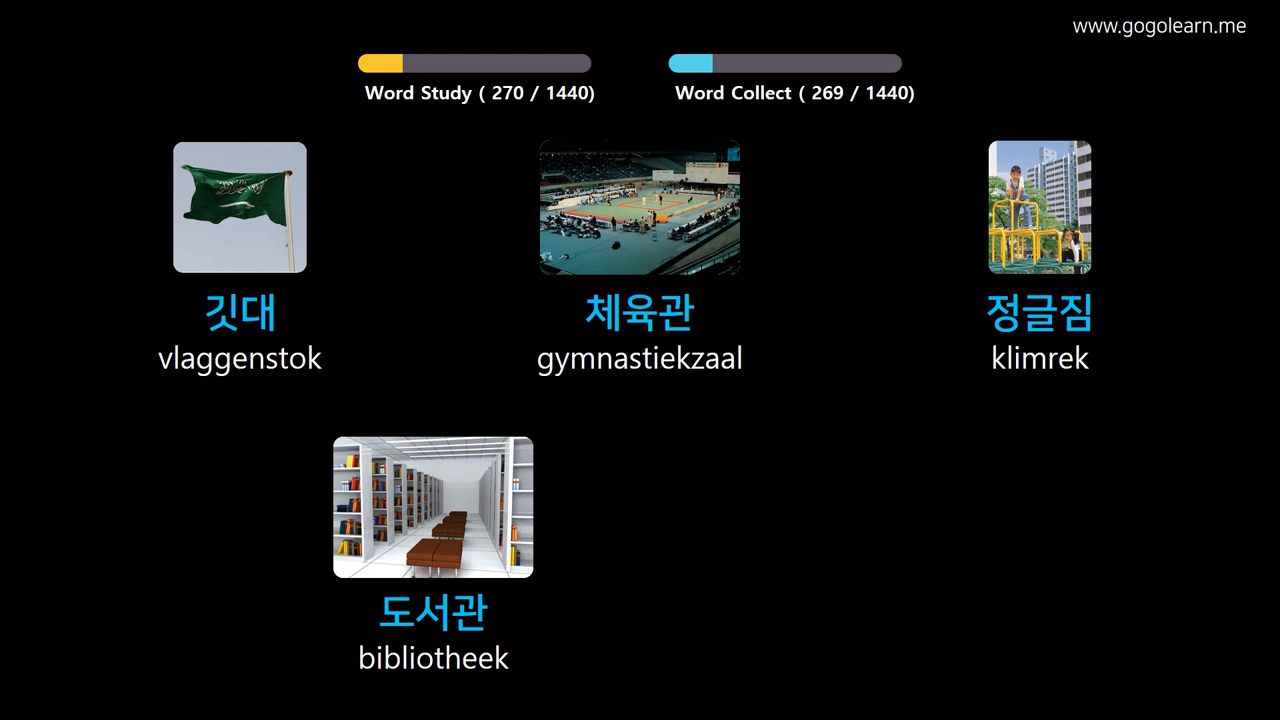 www.gogolearn.me
Word Study ( 270 / 1440)
Word Collect ( 269 / 1440)
깃대
vlaggenstok
체육관
gymnastiekzaal
정글짐
klimrek
도서관
bibliotheek